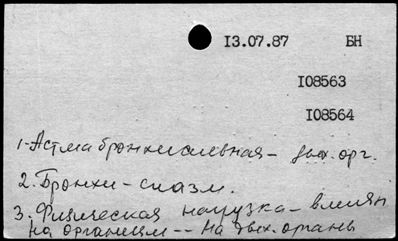 13.07.87 БН
108563
108564
1-Астма бронхиальная - дых. орг.
2. Бронхи - спазм.
3. Физическая нагрузка - влиян
на организм -- на дых. органы